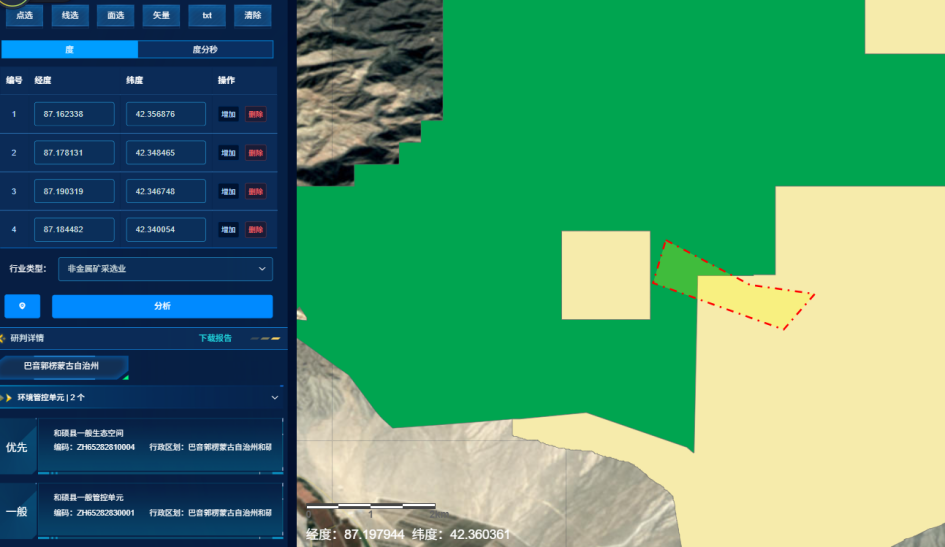 点选 线选 面选 矢量 txt 清除
度 度分秒
编号 经度 纬度 操作
1 87.162338 42.356876 增加 删除
2 87.178131 42.348465 增加 删除
3 87.190319 42.346748 增加 删除
4 87.184482 42.340054 增加 删除
行业类型: 非金属矿采选业
分析
研判详情 下载报告
巴音郭楞蒙古自治州
环境管控单元 | 2 个
优先
和硕县一般生态空间
编码: ZH65282810004 行政区划: 巴音郭楞蒙古自治州和硕
一般
和硕县一般管控单元
编码: ZH65282830001 行政区划: 巴音郭楞蒙古自治州和硕
1
经度: 87.197944 纬度: 42.360361